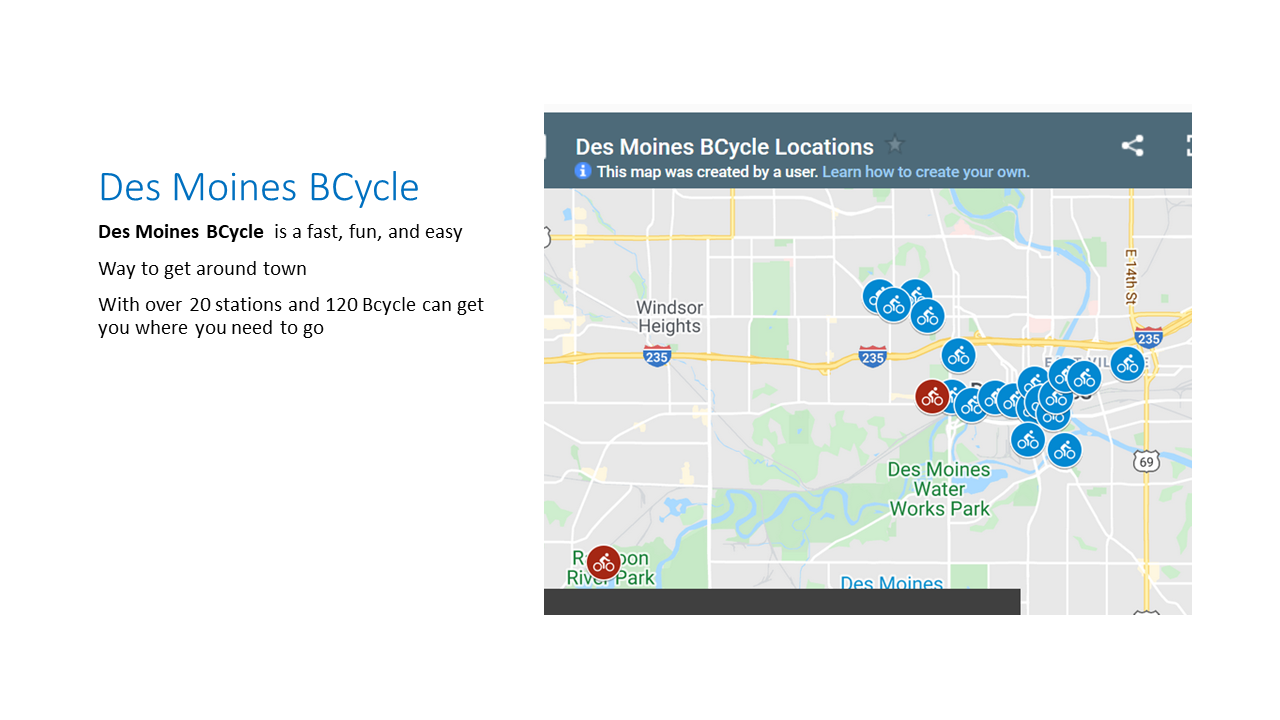 Des Moines BCycle
Des Moines BCycle is a fast, fun, and easy
Way to get around town
With over 20 stations and 120 Bcycle can get
you where you need to go
Des Moines BCycle Locations
This map was created by a user. Learn how to create your own.
E 14th St
Windsor
Heights
235
235
235
69
Des Moines
Water
Works Park
River Park
Des Moines